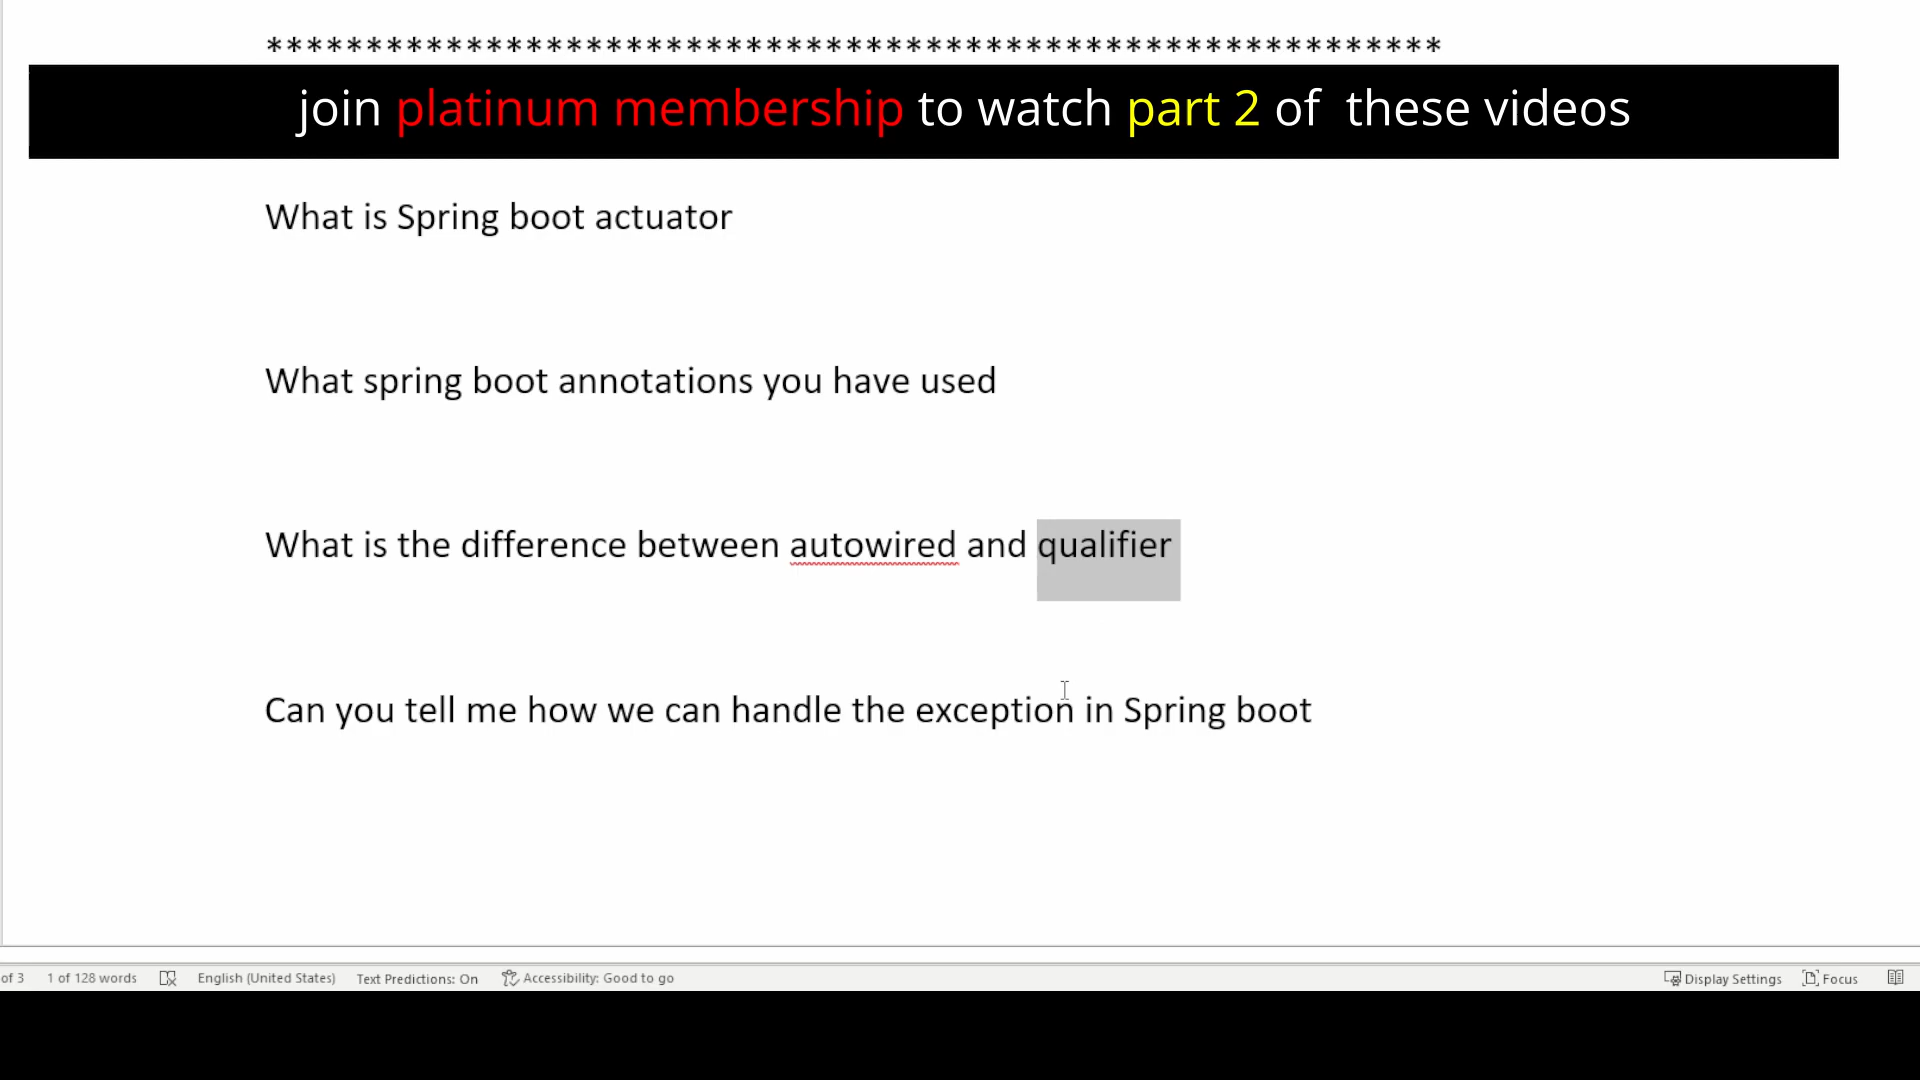 ***********************************************************
join platinum membership to watch part 2 of these videos
What is Spring boot actuator
What spring boot annotations you have used
What is the difference between autowired and qualifier
Can you tell me how we can handle the exception in Spring boot
of 3 1 of 128 words English (United States) Text Predictions: On Accessibility: Good to go Display Settings Focus